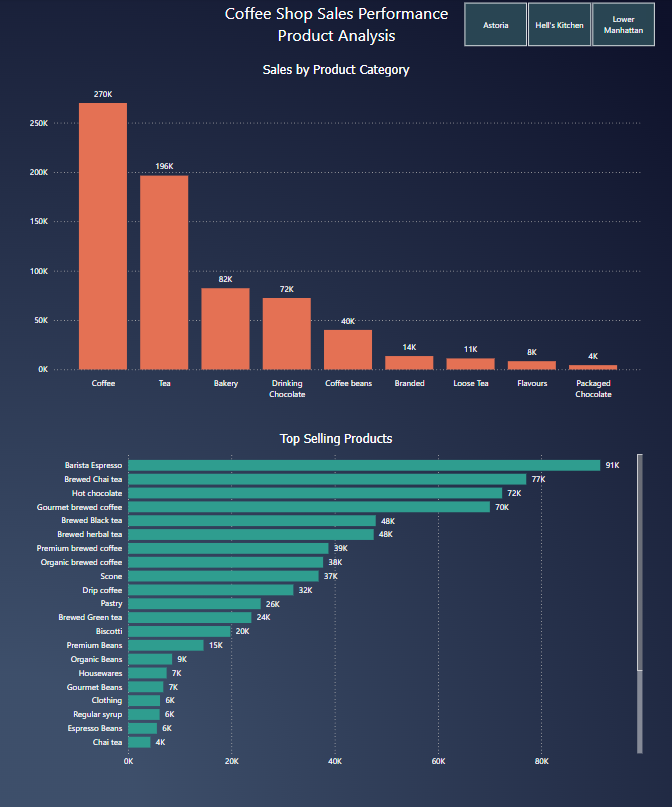 Coffee Shop Sales Performance
Product Analysis
Astoria
Hell's Kitchen
Lower
Manhattan
Sales by Product Category
270K
250K
196K
200K
150K
100K
82K
72K
50K
40K
14K
11K
8K
4K
0K
Coffee
Tea
Bakery
Drinking
Chocolate
Coffee beans
Branded
Loose Tea
Flavours
Packaged
Chocolate
Top Selling Products
Barista Espresso 91K
Brewed Chai tea 77K
Hot chocolate 72K
Gourmet brewed coffee 70K
Brewed Black tea 48K
Brewed herbal tea 48K
Premium brewed coffee 39K
Organic brewed coffee 38K
Scone 37K
Drip coffee 32K
Pastry 26K
Brewed Green tea 24K
Biscotti 20K
Premium Beans 15K
Organic Beans 9K
Housewares 7K
Gourmet Beans 7K
Clothing 6K
Regular syrup 6K
Espresso Beans 6K
Chai tea 4K
0K 20K 40K 60K 80K